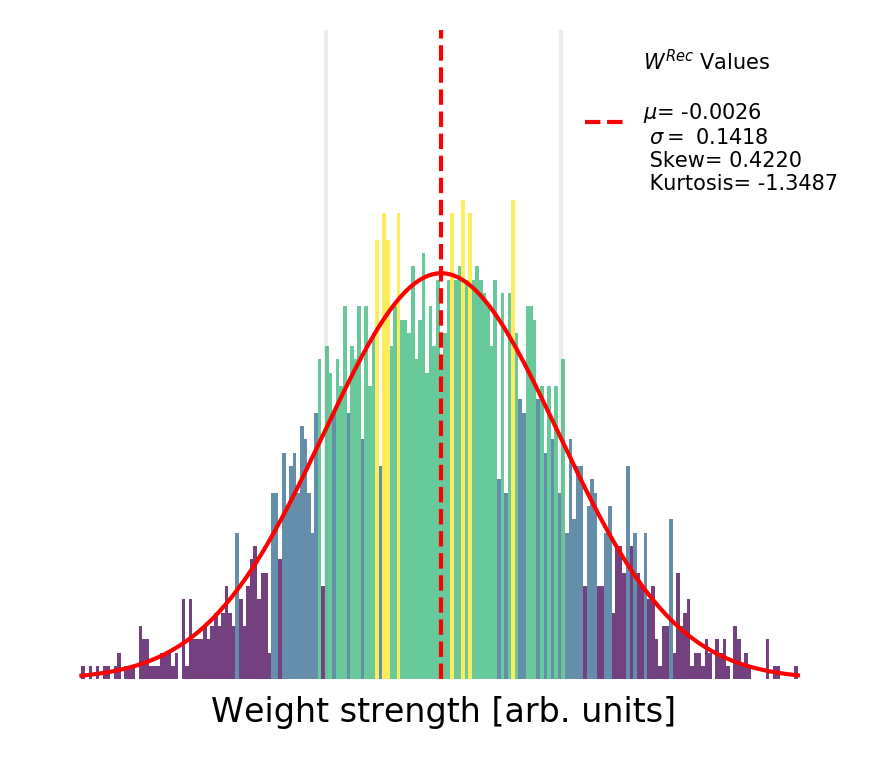 W^Rec Values
μ= -0.0026
σ = 0.1418
Skew= 0.4220
Kurtosis= -1.3487
Weight strength [arb. units]